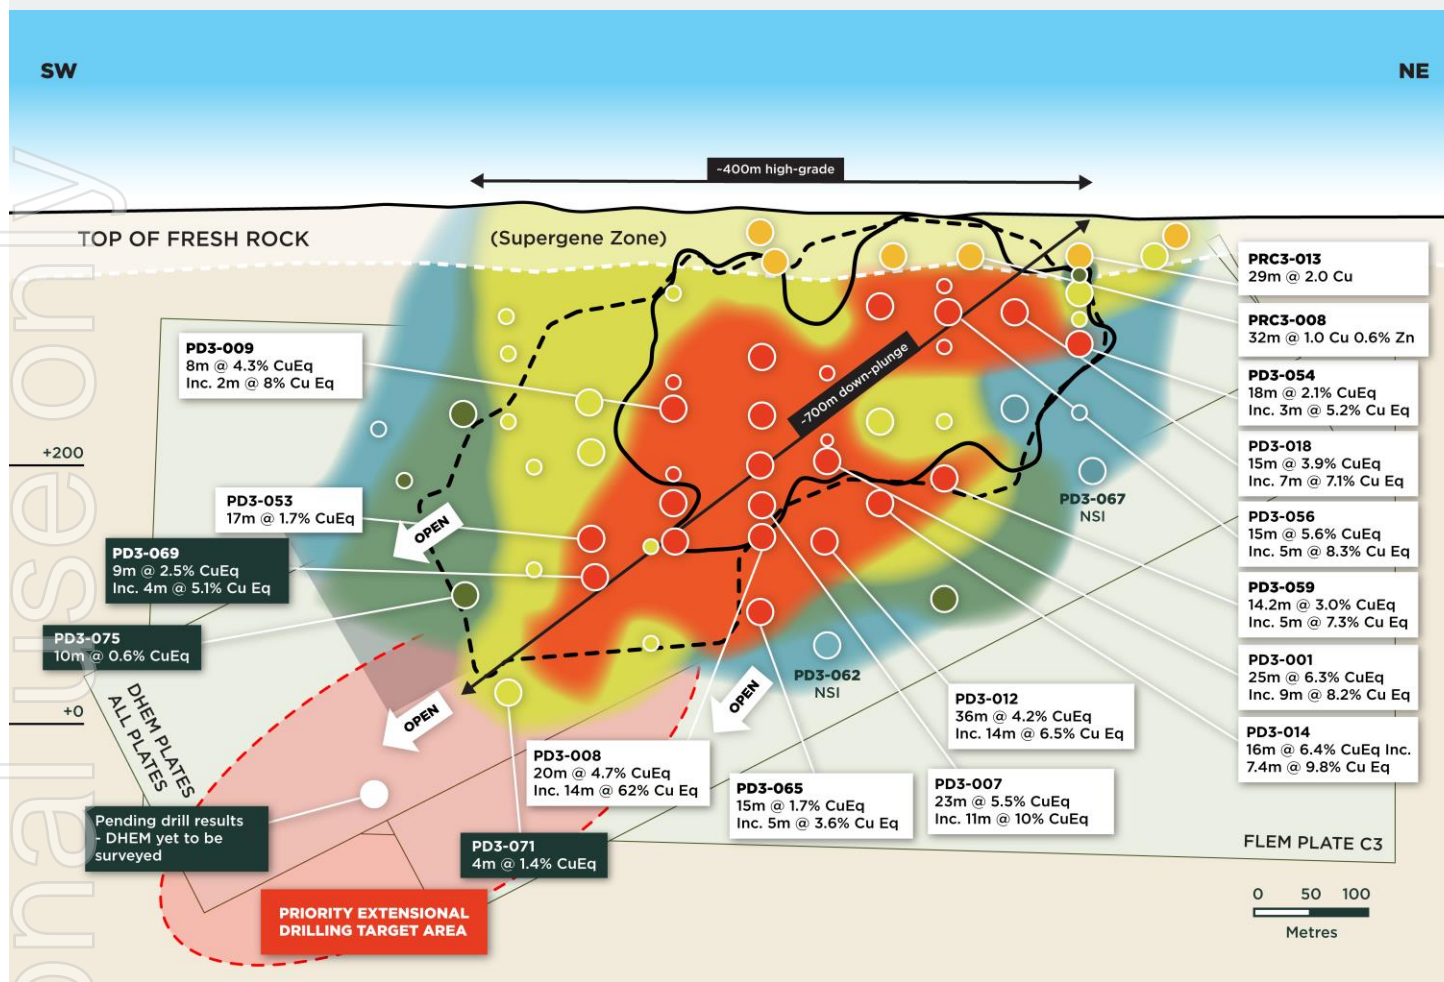 SW
NE
~400m high-grade
TOP OF FRESH ROCK
(Supergene Zone)
PRC3-013
29m @ 2.0 Cu
PRC3-008
32m @ 1.0 Cu 0.6% Zn
PD3-009
8m @ 4.3% CuEq
Inc. 2m @ 8% Cu Eq
~700m down-plunge
PD3-054
18m @ 2.1% CuEq
Inc. 3m @ 5.2% Cu Eq
+200
PD3-018
15m @ 3.9% CuEq
Inc. 7m @ 7.1% Cu Eq
PD3-067
NSI
PD3-053
17m @ 1.7% CuEq
OPEN
PD3-056
15m @ 5.6% CuEq
Inc. 5m @ 8.3% Cu Eq
PD3-069
9m @ 2.5% CuEq
Inc. 4m @ 5.1% Cu Eq
PD3-059
14.2m @ 3.0% CuEq
Inc. 5m @ 7.3% Cu Eq
PD3-075
10m @ 0.6% CuEq
PD3-001
25m @ 6.3% CuEq
Inc. 9m @ 8.2% Cu Eq
PD3-062
NSI
+0
DHEM PLATES
ALL PLATES
OPEN
OPEN
PD3-012
36m @ 4.2% CuEq
Inc. 14m @ 6.5% Cu Eq
PD3-014
16m @ 6.4% CuEq Inc.
7.4m @ 9.8% Cu Eq
PD3-008
20m @ 4.7% CuEq
Inc. 14m @ 62% Cu Eq
PD3-065
15m @ 1.7% CuEq
Inc. 5m @ 3.6% Cu Eq
PD3-007
23m @ 5.5% CuEq
Inc. 11m @ 10% CuEq
Pending drill results
- DHEM yet to be
surveyed
PD3-071
4m @ 1.4% CuEq
FLEM PLATE C3
PRIORITY EXTENSIONAL
DRILLING TARGET AREA
0 50 100
Metres
onal use only